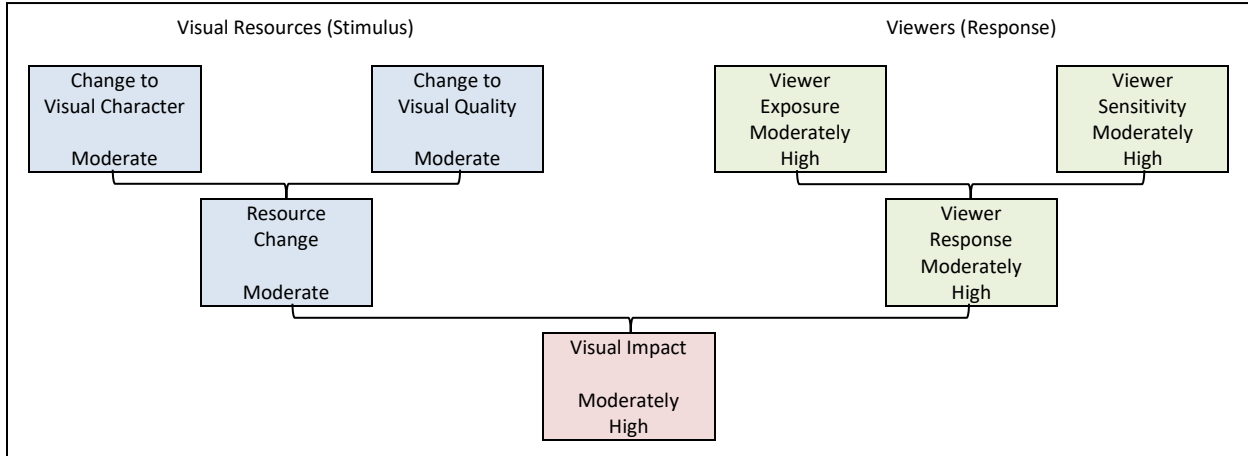 Visual Resources (Stimulus)
Viewers (Response)
Change to
Visual Character
Moderate
Change to
Visual Quality
Moderate
Viewer
Exposure
Moderately
High
Viewer
Sensitivity
Moderately
High
Resource
Change
Moderate
Viewer
Response
Moderately
High
Visual Impact
Moderately
High